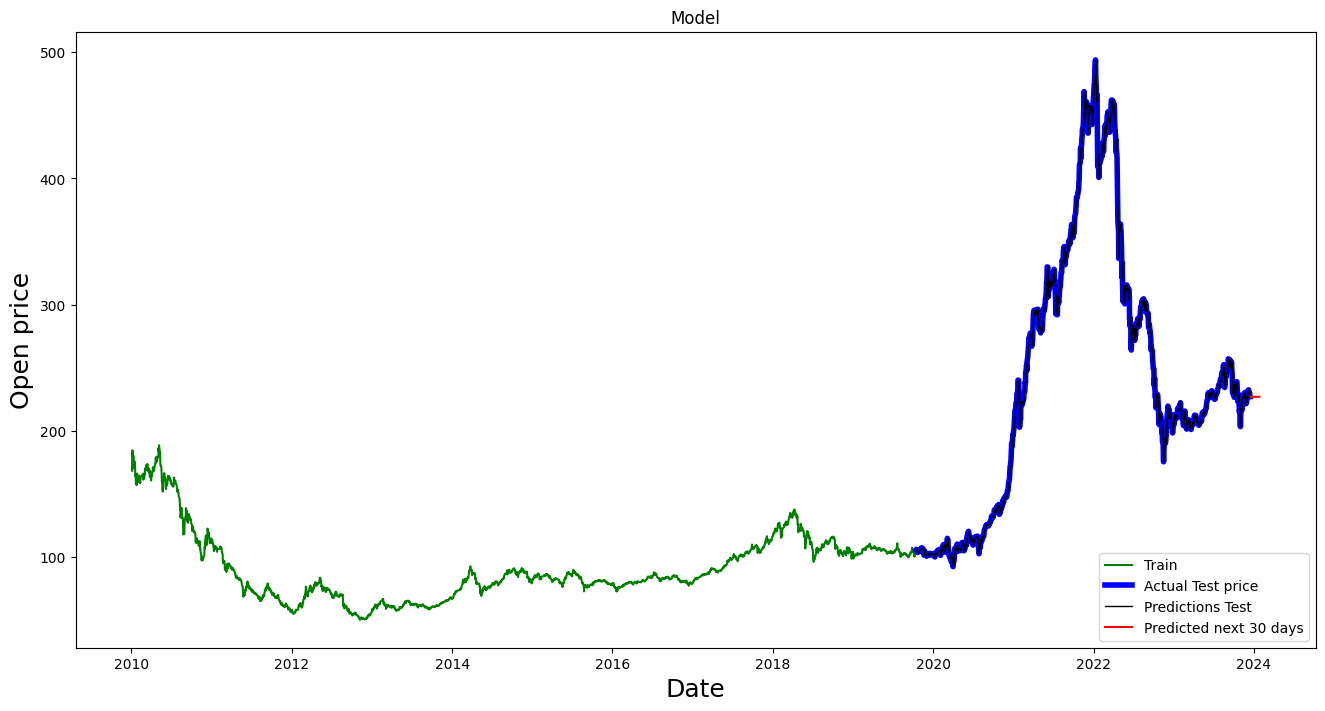 Model
500
400
300
200
100
Open price
2010
2012
2014
2016
2018
2020
2022
2024
Date
Train
Actual Test price
Predictions Test
Predicted next 30 days